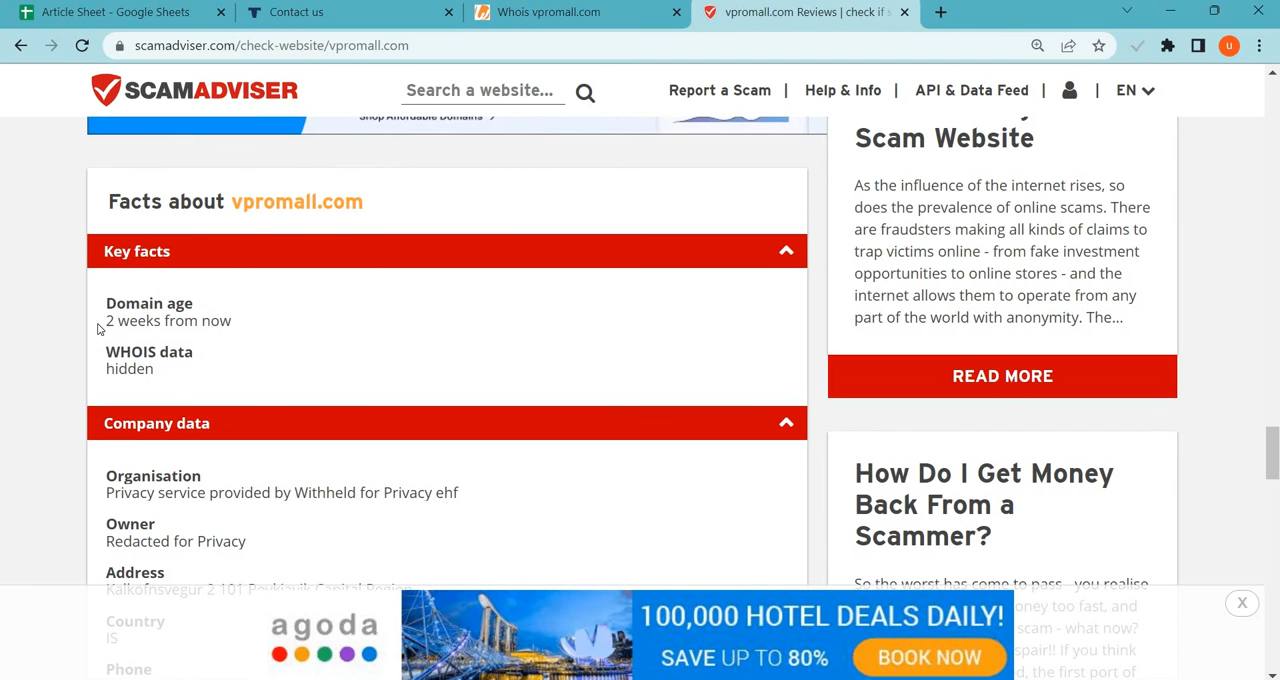 Article Sheet - Google Sheets
Contact us
Whois vpromall.com
vpromall.com Reviews | check if s
scamadviser.com/check-website/vpromall.com
u
SCAMADVISER
Search a website...
Report a Scam | Help & Info | API & Data Feed | | EN
Shop Affordable Domains >
Facts about vpromall.com
Key facts
Domain age
2 weeks from now
WHOIS data
hidden
Company data
Organisation
Privacy service provided by Withheld for Privacy ehf
Owner
Redacted for Privacy
Address
Kalkofnsvegur 2 101 Reykjavik Capital Region
Country
IS
Phone
Scam Website
As the influence of the internet rises, so
does the prevalence of online scams. There
are fraudsters making all kinds of claims to
trap victims online - from fake investment
opportunities to online stores - and the
internet allows them to operate from any
part of the world with anonymity. The...
READ MORE
How Do I Get Money
Back From a
Scammer?
So the worst has come to pass - you realise
oney too fast, and
scam - what now?
spair!! If you think
d, the first port of
agoda
100,000 HOTEL DEALS DAILY!
SAVE UP TO 80%
BOOK NOW
X